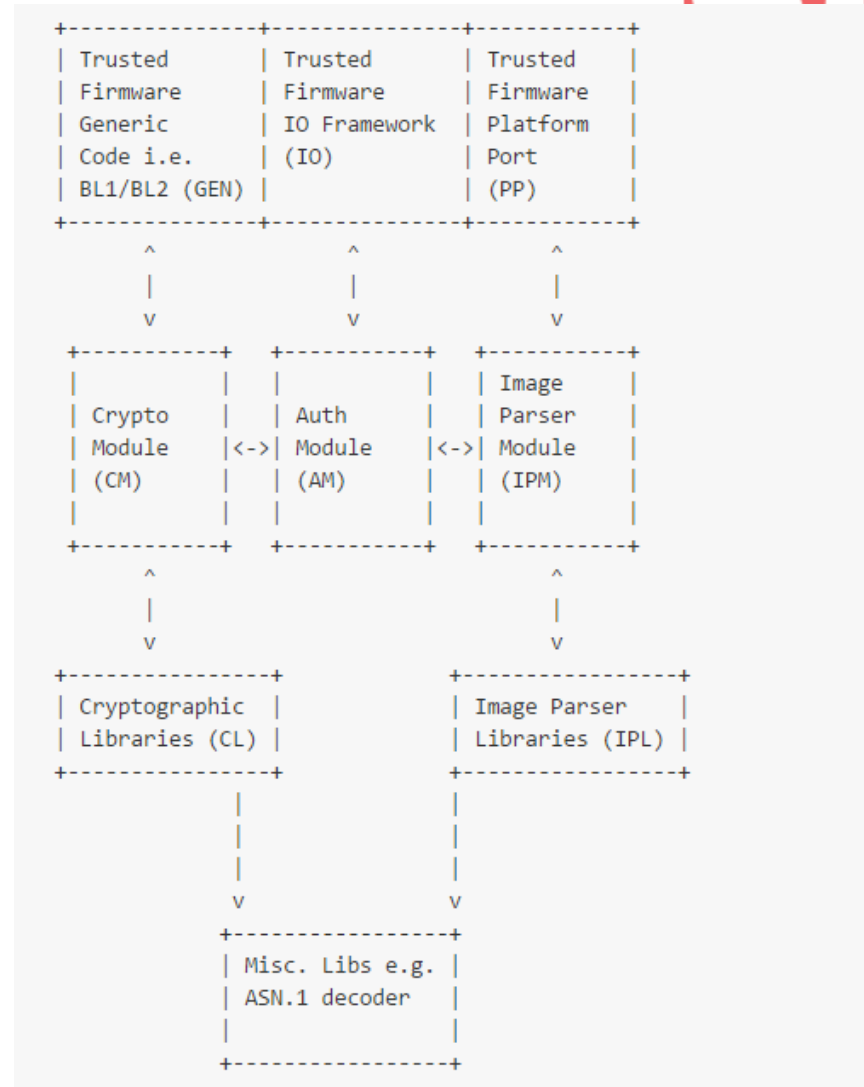 +---------------+---------------+------------+
| Trusted       | Trusted       | Trusted    |
| Firmware      | Firmware      | Firmware   |
| Generic       | IO Framework  | Platform   |
| Code i.e.     | (IO)          | Port       |
| BL1/BL2 (GEN) |               | (PP)       |
+---------------+---------------+------------+
       ^               ^               ^
       |               |               |
       v               v               v
 +-----------+   +-----------+   +-----------+
 |           |   |           |   | Image     |
 | Crypto    |   | Auth      |   | Parser    |
 | Module    |<->| Module    |<->| Module    |
 | (CM)      |   | (AM)      |   | (IPM)     |
 |           |   |           |   |           |
 +-----------+   +-----------+   +-----------+
       ^                               ^
       |                               |
       v                               v
+----------------+             +-----------------+
| Cryptographic  |             | Image Parser    |
| Libraries (CL) |             | Libraries (IPL) |
+----------------+             +-----------------+
              |                |
              |                |
              |                |
              v                v
             +-----------------+
             | Misc. Libs e.g. |
             | ASN.1 decoder   |
             |                 |
             +-----------------+